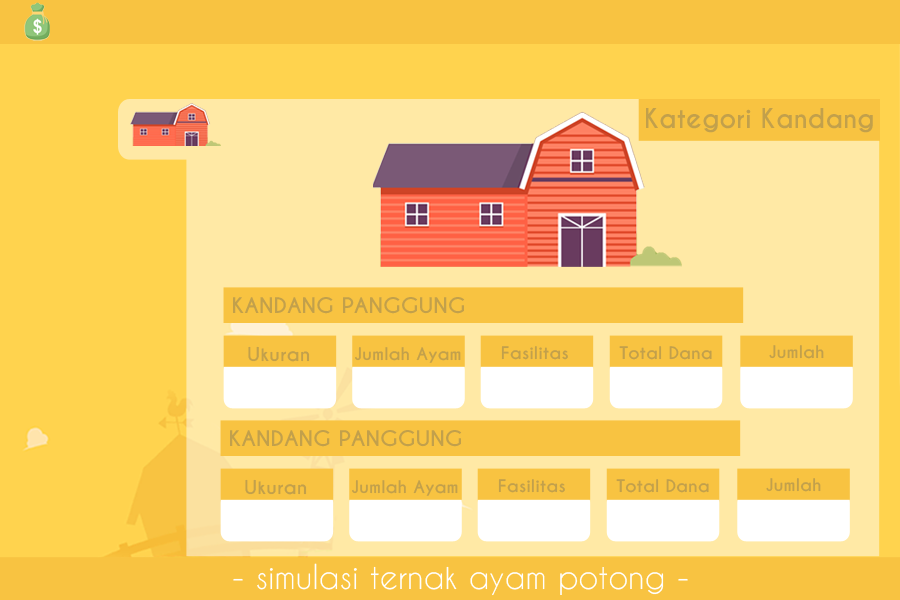 $
Kategori Kandang
KANDANG PANGGUNG
Ukuran Jumlah Ayam Fasilitas Total Dana Jumlah
KANDANG PANGGUNG
Ukuran Jumlah Ayam Fasilitas Total Dana Jumlah
- simulasi ternak ayam potong -